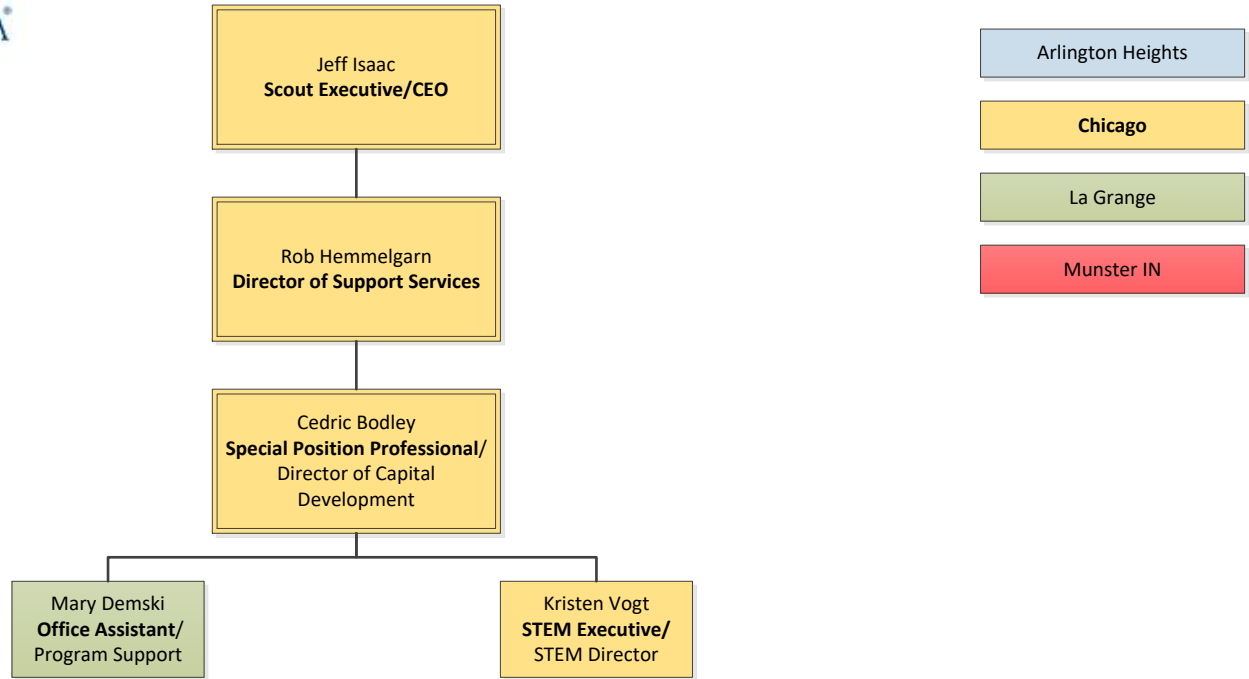 Jeff Isaac
Scout Executive/CEO
Rob Hemmelgarn
Director of Support Services
Cedric Bodley
Special Position Professional/
Director of Capital
Development
Mary Demski
Office Assistant/
Program Support
Kristen Vogt
STEM Executive/
STEM Director
Arlington Heights
Chicago
La Grange
Munster IN